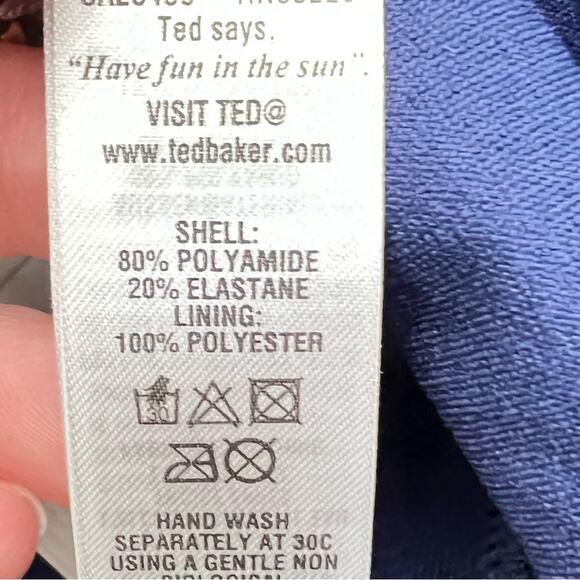 Ted says,
"Have fun in the sun".
VISIT TED@
www.tedbaker.com
SHELL:
80% POLYAMIDE
20% ELASTANE
LINING:
100% POLYESTER
30
HAND WASH
SEPARATELY AT 30C
USING A GENTLE NON